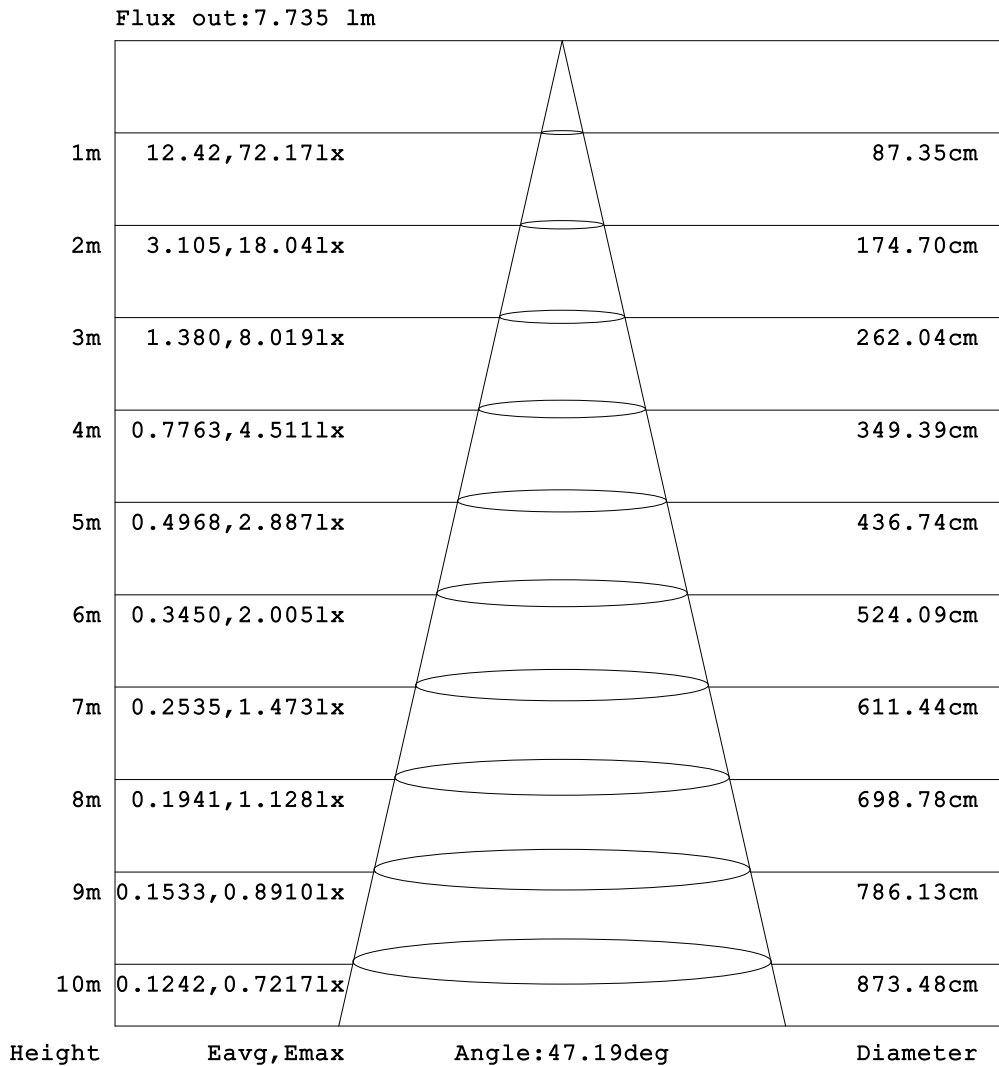 Flux out:7.735 lm
1m 12.42,72.17lx 87.35cm
2m 3.105,18.04lx 174.70cm
3m 1.380,8.019lx 262.04cm
4m 0.7763,4.511lx 349.39cm
5m 0.4968,2.887lx 436.74cm
6m 0.3450,2.005lx 524.09cm
7m 0.2535,1.473lx 611.44cm
8m 0.1941,1.128lx 698.78cm
9m 0.1533,0.8910lx 786.13cm
10m 0.1242,0.7217lx 873.48cm
Height Eavg,Emax Angle:47.19deg Diameter